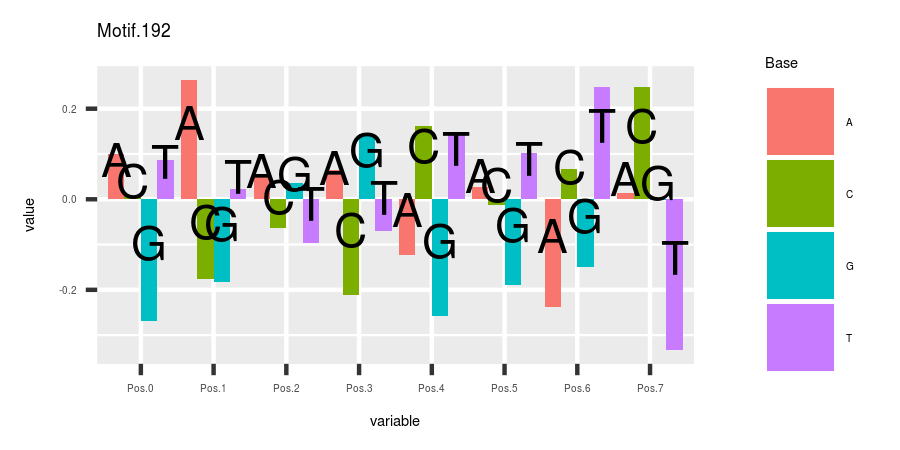 Motif.192
Base
A
C
G
T
value
0.2
0.0
-0.2
A C G T A C G T A C G T A C G T A C G T A C G T A C G T A C G T
Pos.0 Pos.1 Pos.2 Pos.3 Pos.4 Pos.5 Pos.6 Pos.7
variable